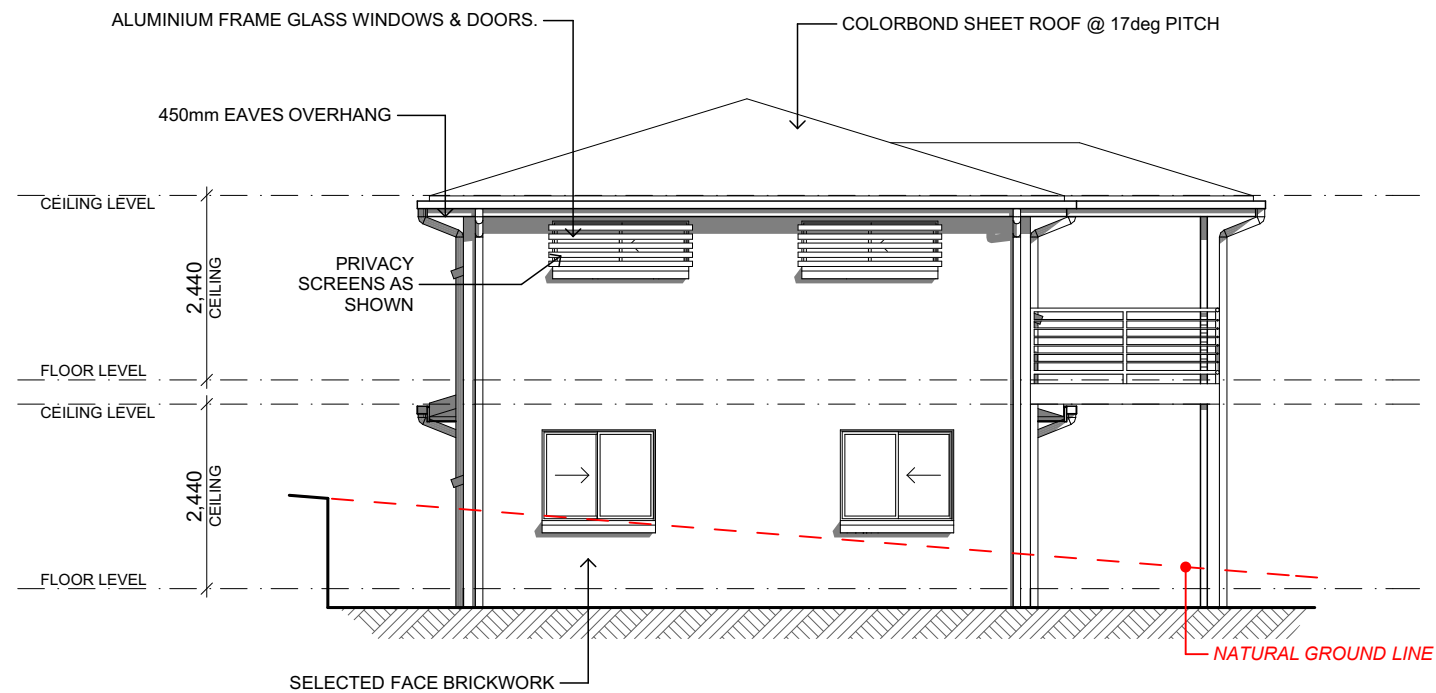 ALUMINIUM FRAME GLASS WINDOWS & DOORS.
COLORBOND SHEET ROOF @ 17deg PITCH
450mm EAVES OVERHANG
CEILING LEVEL
2,440
CEILING
PRIVACY
SCREENS AS
SHOWN
FLOOR LEVEL
CEILING LEVEL
2,440
CEILING
FLOOR LEVEL
NATURAL GROUND LINE
SELECTED FACE BRICKWORK